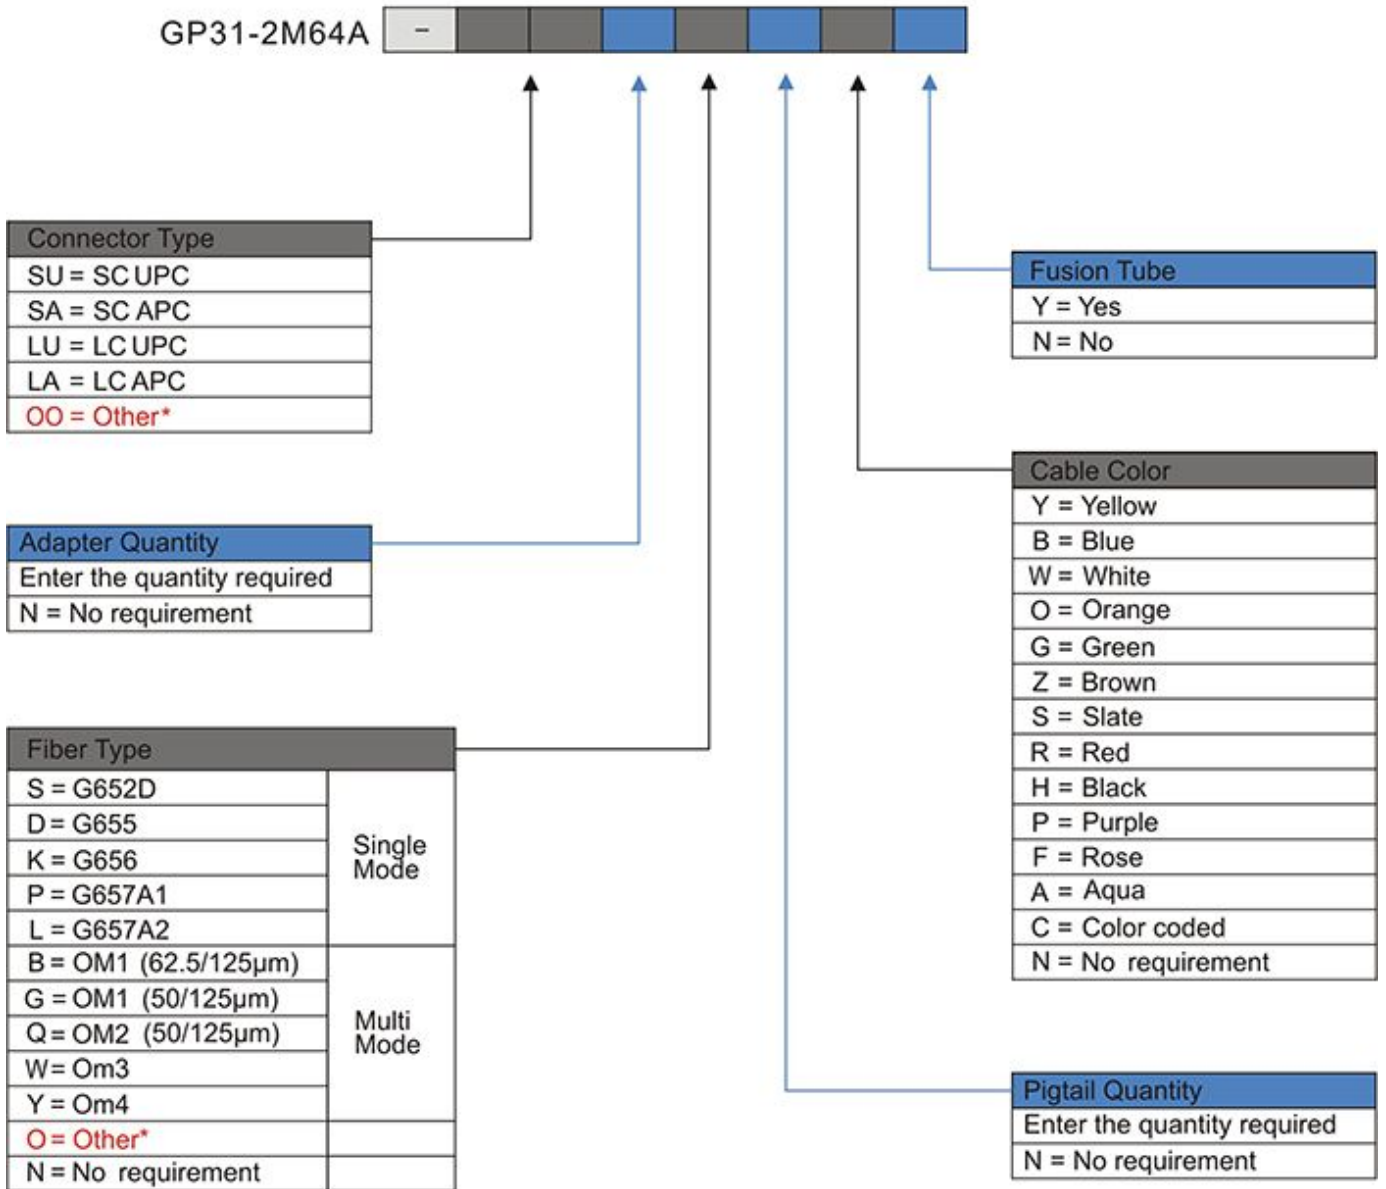 GP31-2M64A –
Connector Type
SU = SC UPC
SA = SC APC
LU = LC UPC
LA = LC APC
OO = Other*
Adapter Quantity
Enter the quantity required
N = No requirement
Fiber Type
S = G652D
D = G655
K = G656
P = G657A1
L = G657A2
Single
Mode
B = OM1 (62.5/125μm)
G = OM1 (50/125μm)
Q = OM2 (50/125μm)
W = Om3
Y = Om4
Multi
Mode
O = Other*
N = No requirement
Fusion Tube
Y = Yes
N = No
Cable Color
Y = Yellow
B = Blue
W = White
O = Orange
G = Green
Z = Brown
S = Slate
R = Red
H = Black
P = Purple
F = Rose
A = Aqua
C = Color coded
N = No requirement
Pigtail Quantity
Enter the quantity required
N = No requirement